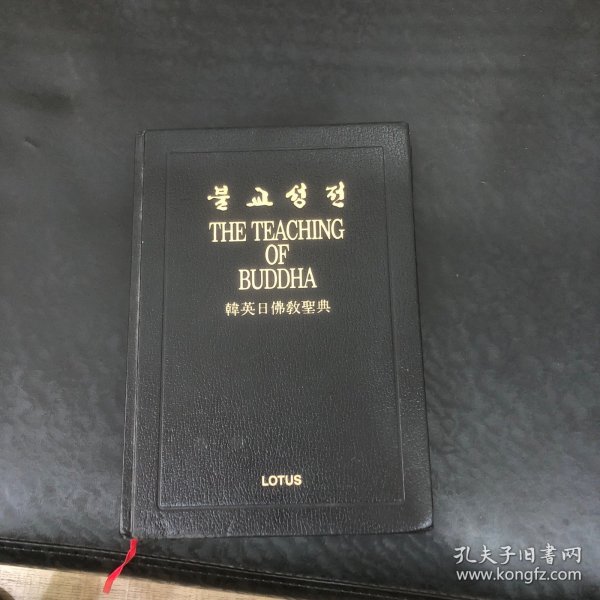 불교성전
THE TEACHING
OF
BUDDHA
韓英日佛教聖典
LOTUS
孔夫子旧书网
www.kongfz.com